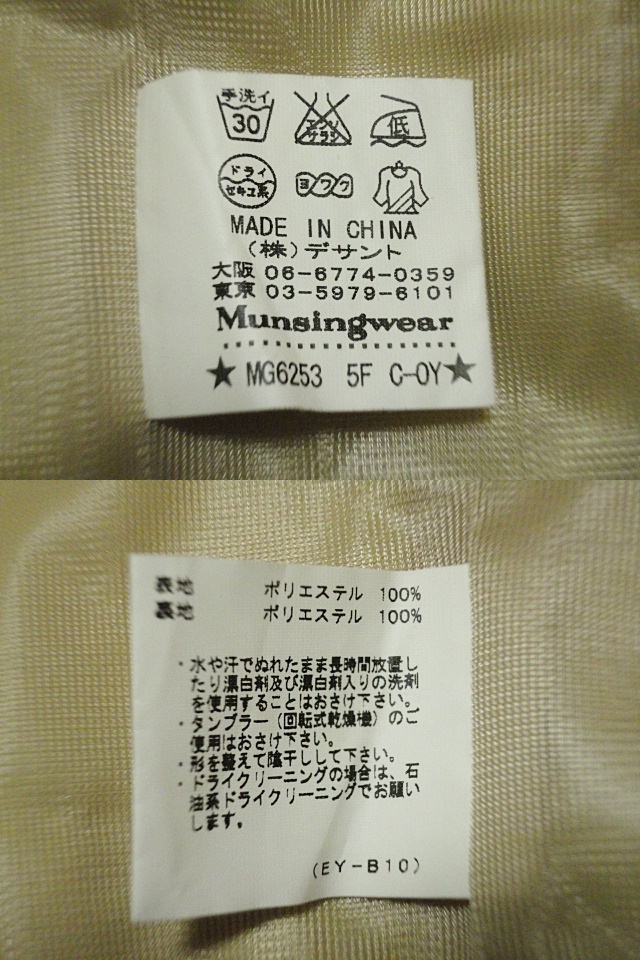 手洗イ
30
エンソ
サラシ
低
ドライ
セキユ系
ヨワク
MADE IN CHINA
(株)デサント
大阪 06-6774-0359
東京 03-5979-6101
Munsingwear
★ MG6253 5F C-OY★
表地 ポリエステル 100%
裏地 ポリエステル 100%
・水や汗でぬれたまま長時間放置し
たり漂白剤及び漂白剤入りの洗剤
を使用することはおさけ下さい。
・タンブラー(回転式乾燥機)のご
使用はおさけ下さい。
・形を整えて陰干しして下さい。
・ドライクリーニングの場合は、石
油系ドライクリーニングでお願い
します。
(EY-B10)